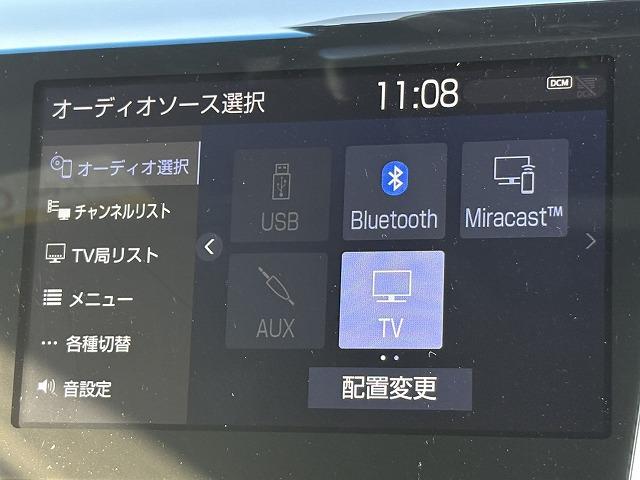 オーディオソース選択
11:08
DCM
オーディオ選択
チャンネルリスト
TV局リスト
メニュー
各種切替
音設定
USB
Bluetooth
Miracast™
AUX
TV
配置変更